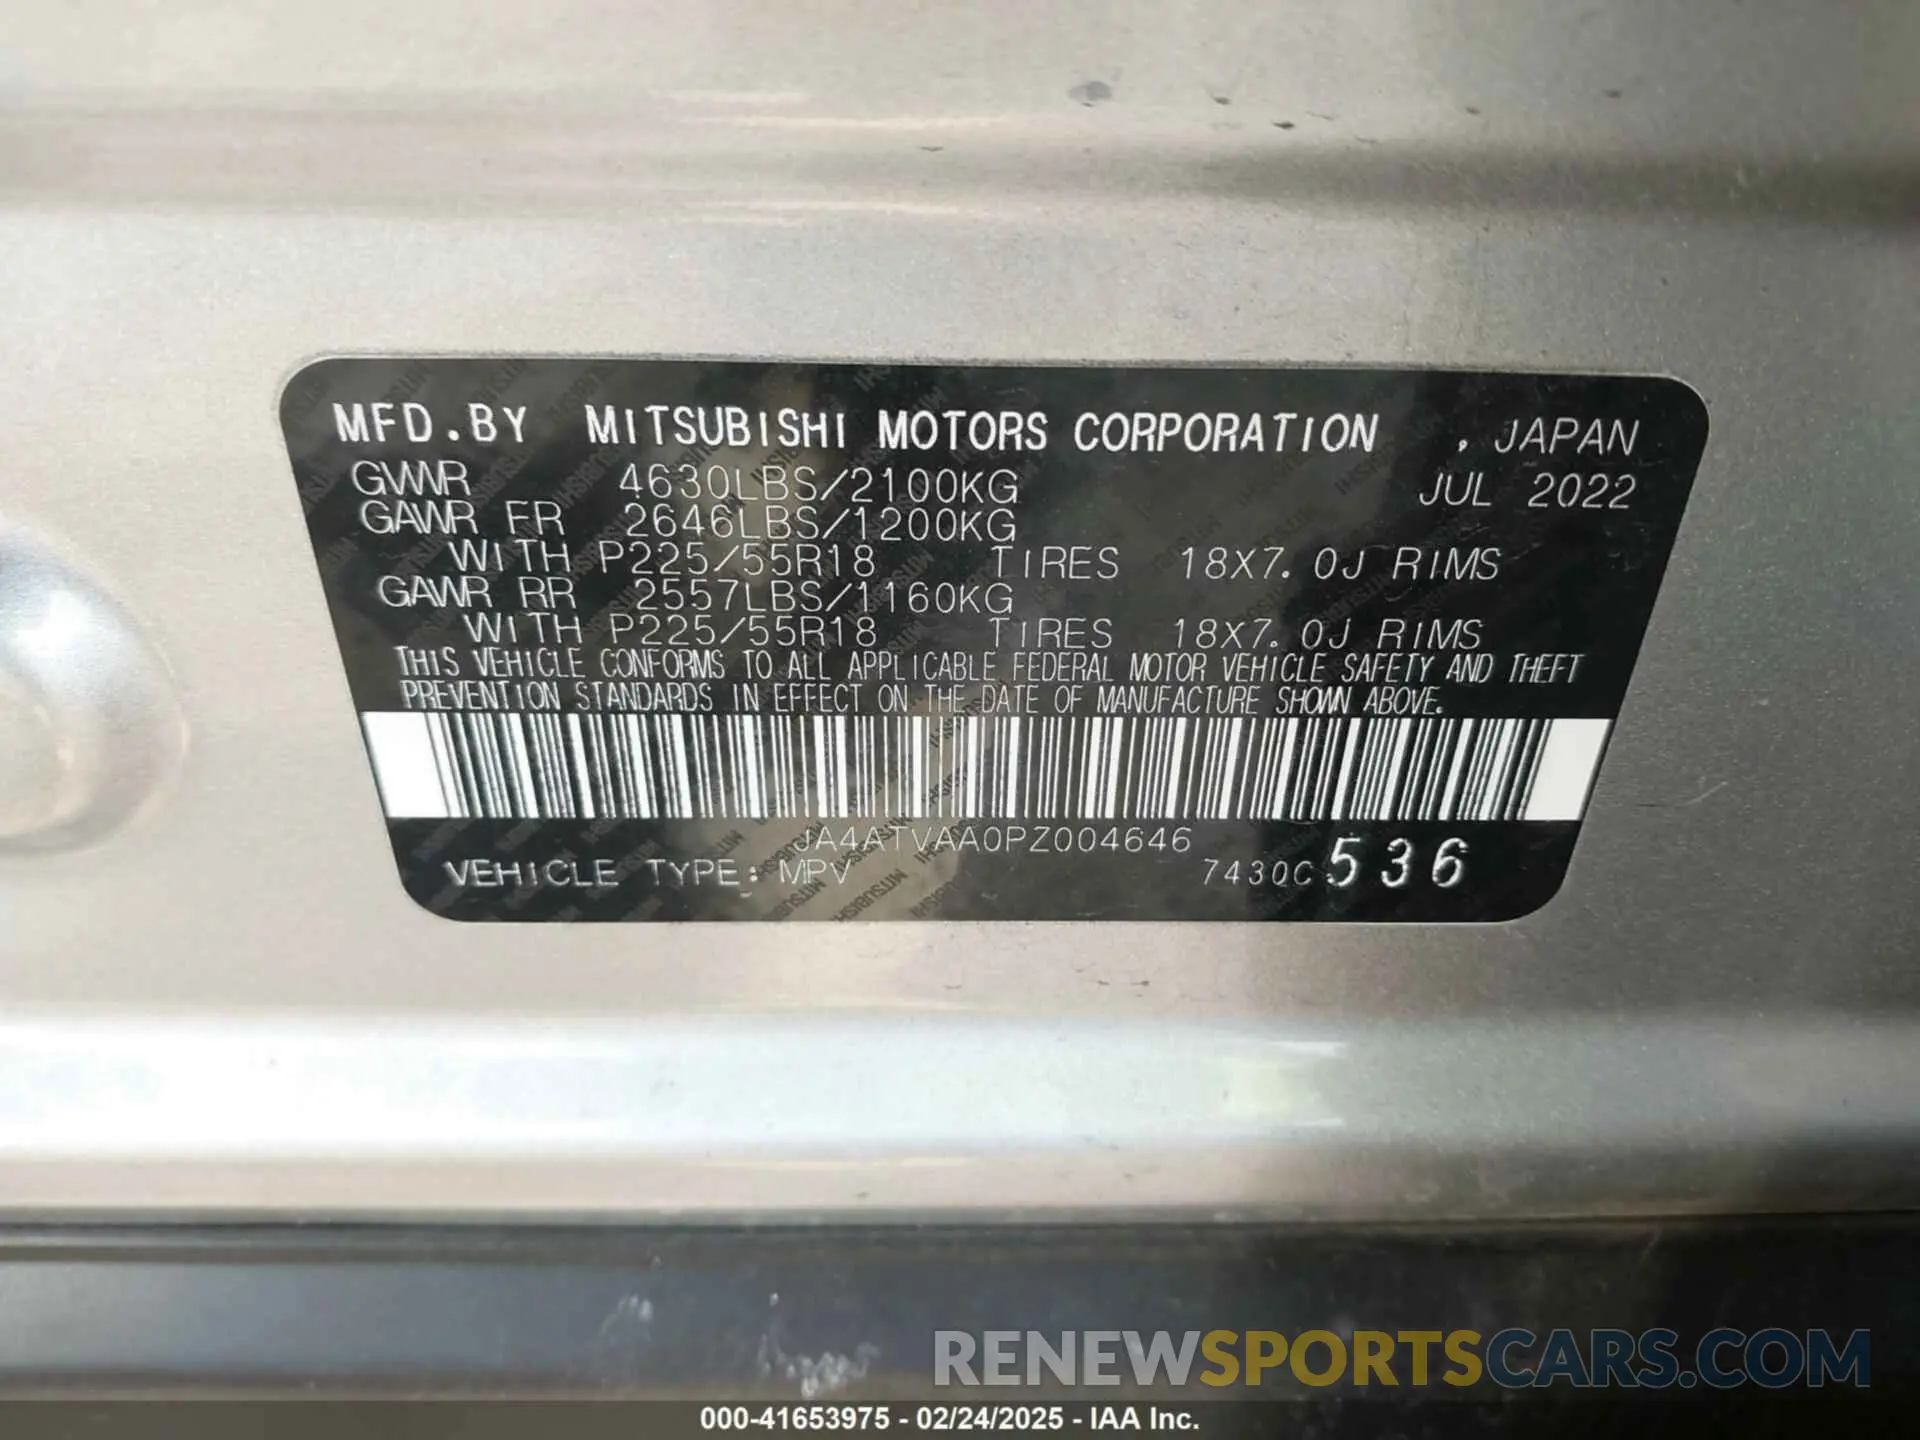 MFD.BY MITSUBISHI MOTORS CORPORATION , JAPAN
GVWR 4630LBS/2100KG JUL 2022
GAWR FR 2646LBS/1200KG
WITH P225/55R18 TIRES 18X7.0J RIMS
GAWR RR 2557LBS/1160KG
WITH P225/55R18 TIRES 18X7.0J RIMS
THIS VEHICLE CONFORMS TO ALL APPLICABLE FEDERAL MOTOR VEHICLE SAFETY AND THEFT
PREVENTION STANDARDS IN EFFECT ON THE DATE OF MANUFACTURE SHOWN ABOVE.
JA4ATVAA0PZ004646
VEHICLE TYPE: MPV 7430C 536
RENEWSPORTSCARS.COM
000-41653975 - 02/24/2025 - IAA Inc.